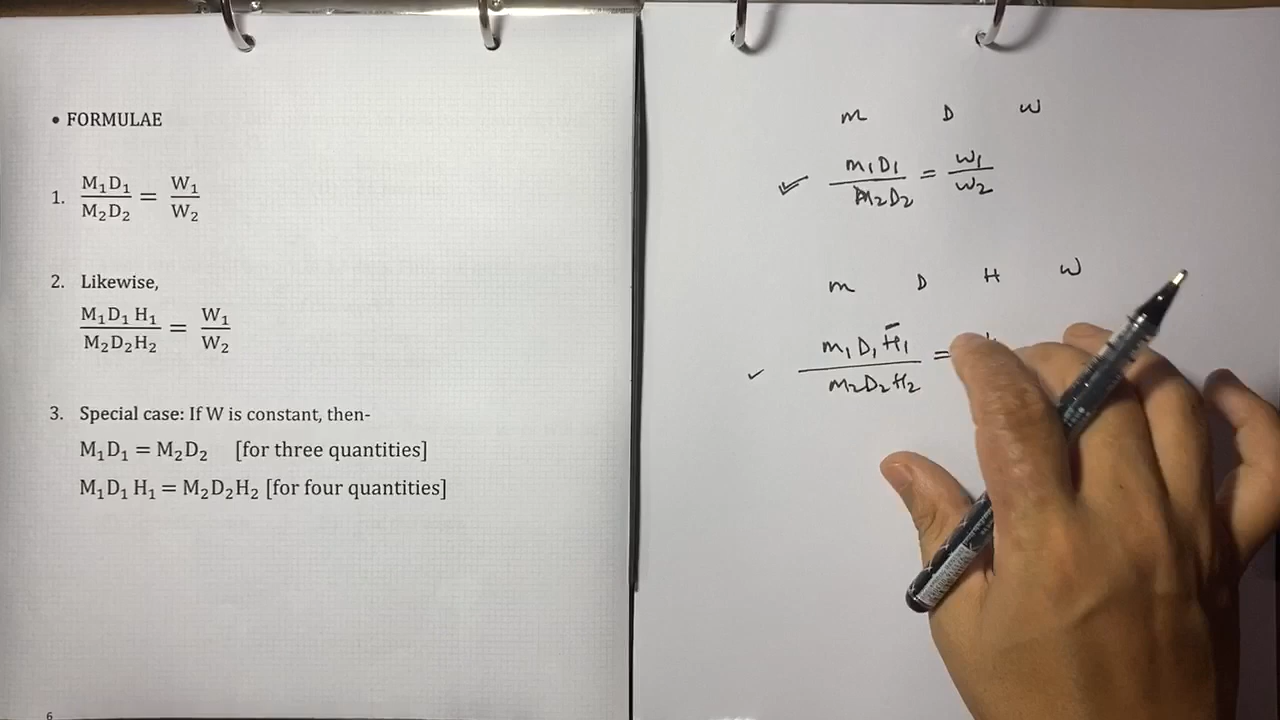 • FORMULAE
1. M₁D₁ / M₂D₂ = W₁ / W₂
2. Likewise,
M₁D₁ H₁ / M₂D₂H₂ = W₁ / W₂
3. Special case: If W is constant, then-
M₁D₁ = M₂D₂ [for three quantities]
M₁D₁ H₁ = M₂D₂H₂ [for four quantities]
6
M D W
M₁D₁ / M₂D₂ = W₁ / W₂
M D H W
M₁D₁H₁ / M₂D₂H₂ =